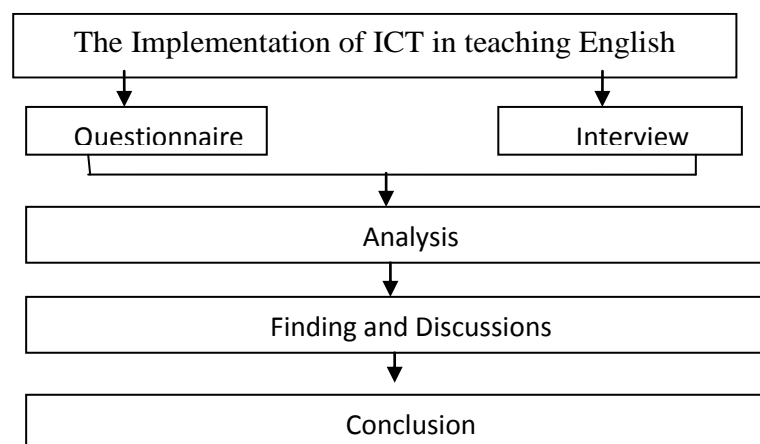 The Implementation of ICT in teaching English
Questionnaire
Interview
Analysis
Finding and Discussions
Conclusion